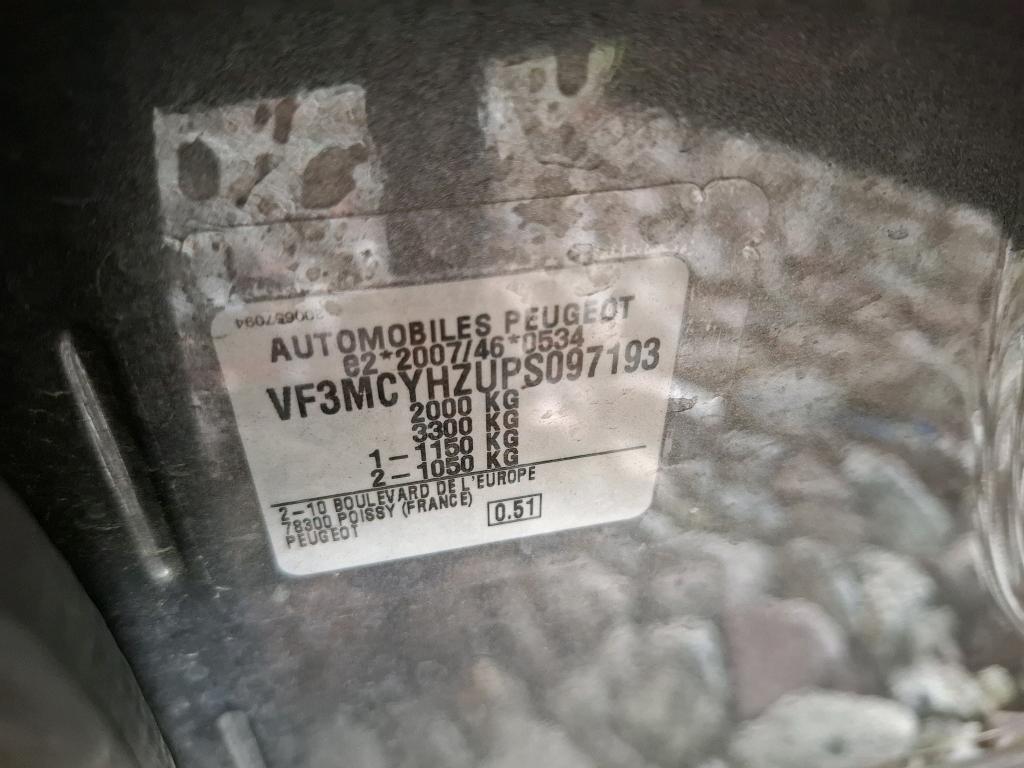 AUTOMOBILES PEUGEOT
e2*2007/46*0534
VF3MCYHZUPS097193
2000 KG
3300 KG
1-1150 KG
2-1050 KG
2-10 BOULEVARD DE L'EUROPE
78300 POISSY (FRANCE)
PEUGEOT
0.51